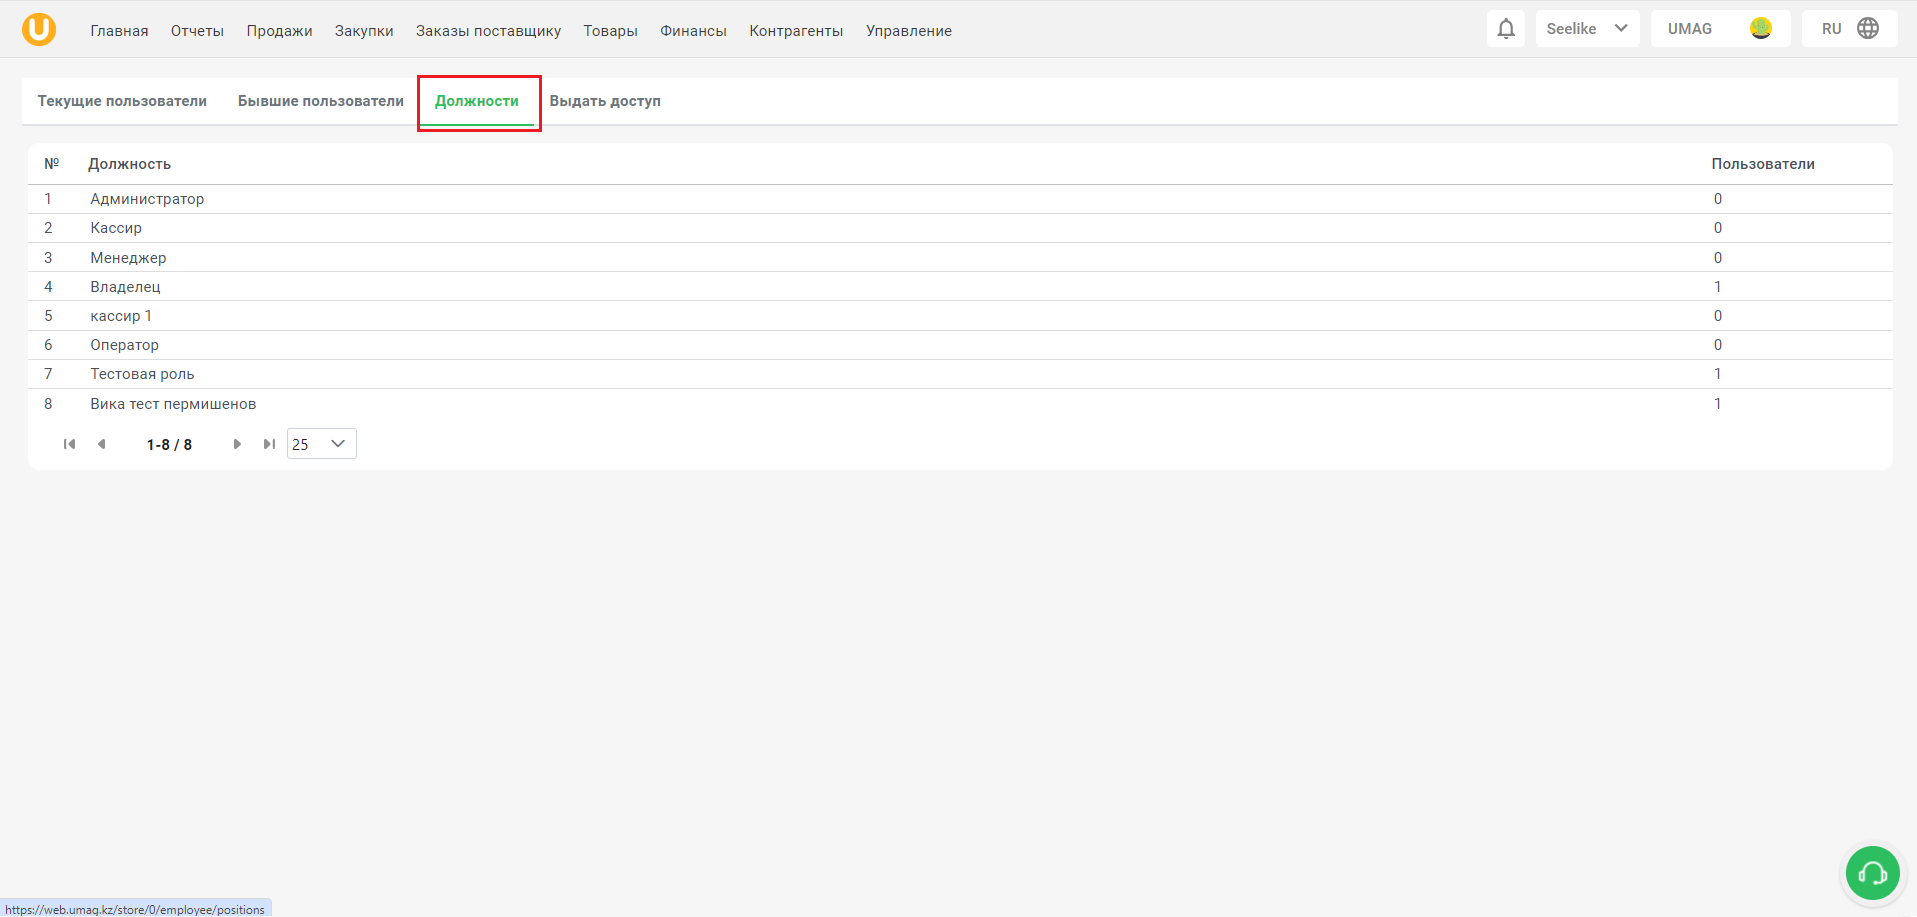 U Главная Отчеты Продажи Закупки Заказы поставщику Товары Финансы Контрагенты Управление Seelike UMAG RU
Текущие пользователи Бывшие пользователи Должности Выдать доступ
№ Должность Пользователи
1 Администратор 0
2 Кассир 0
3 Менеджер 0
4 Владелец 1
5 кассир 1 0
6 Оператор 0
7 Тестовая роль 1
8 Вика тест пермишенов 1
1-8 / 8 25
https://web.umag.kz/store/0/employee/positions